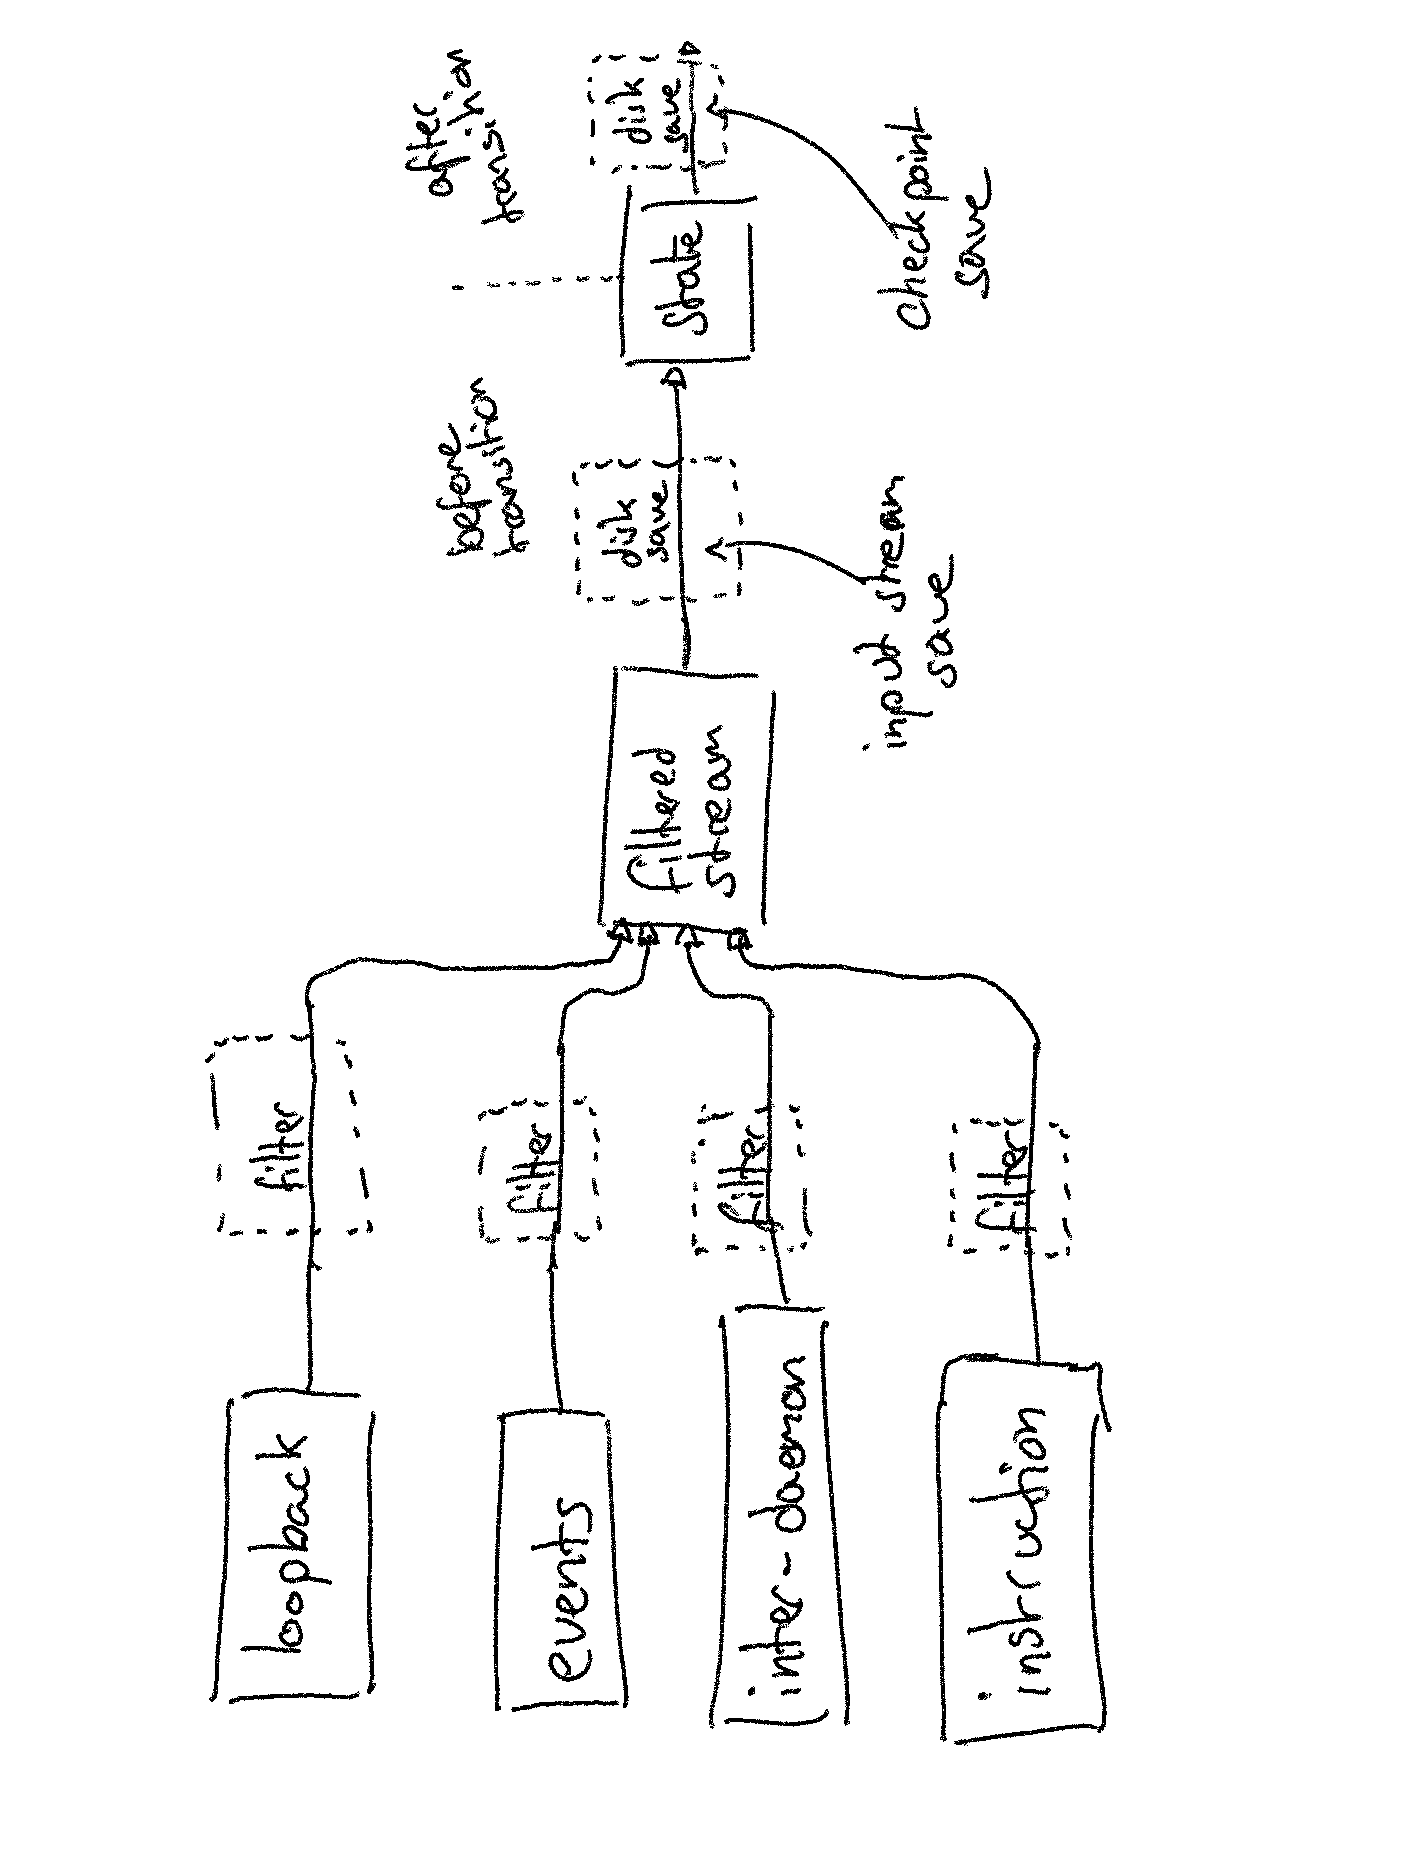 loopback
filter
events
filter
inter-daemon
filter
instruction
filter
filtered
stream
before
transition
disk
save
input stream
save
state
after
transition
disk
save
checkpoint
save